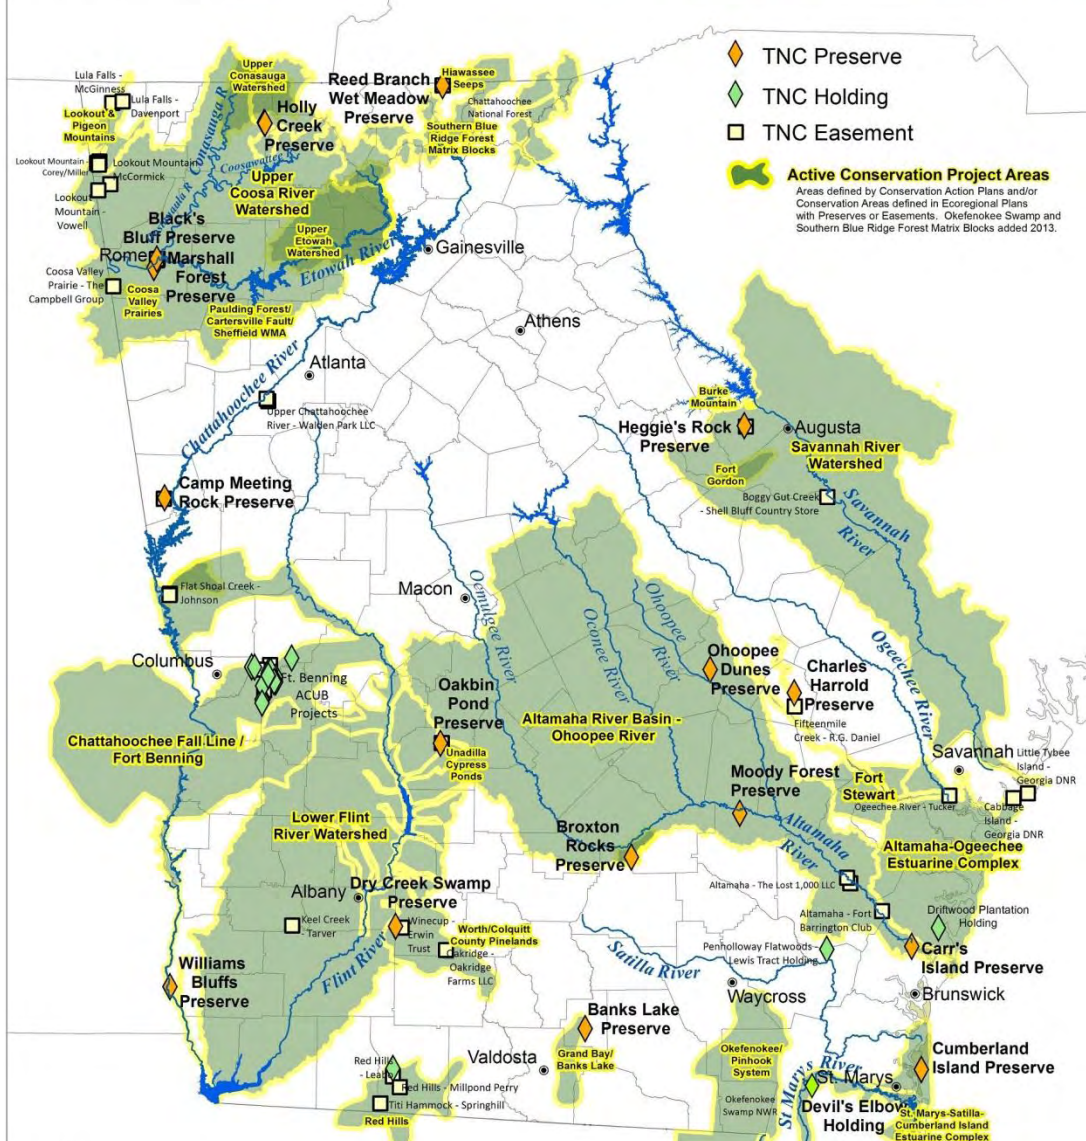 TNC Preserve
TNC Holding
TNC Easement
Active Conservation Project Areas
Areas defined by Conservation Action Plans and/or
Conservation Areas defined in Ecoregional Plans
with Preserves or Easements. Okefenokee Swamp and
Southern Blue Ridge Forest Matrix Blocks added 2013.
Lula Falls -
McGinness
Lula Falls -
Davenport
Lookout &
Pigeon
Mountains
Upper
Conasauga
Watershed
Conasauga R
Holly
Creek
Preserve
Reed Branch
Wet Meadow
Preserve
Hiawassee
Seeps
Chattahoochee
National Forest
Southern Blue
Ridge Forest
Matrix Blocks
Lookout Mountain -
Corey/Miller
Lookout Mountain
McCormick
Lookout
Mountain -
Vowell
Coosawattee
Upper
Coosa River
Watershed
Black's
Bluff Preserve
Rome
Marshall
Forest
Preserve
Upper
Etowah
Watershed
Etowah River
Gainesville
Coosa Valley
Prairie - The
Campbell Group
Coosa
Valley
Prairies
Paulding Forest/
Cartersville Fault/
Sheffield WMA
Athens
Atlanta
Chattahoochee River
Upper Chattahoochee
River - Walden Park LLC
Burke
Mountain
Heggie's Rock
Preserve
Augusta
Savannah River
Watershed
Fort
Gordon
Boggy Gut Creek
- Shell Bluff Country Store
Savannah
River
Camp Meeting
Rock Preserve
Flat Shoal Creek -
Johnson
Macon
Ocmulgee River
Oconee River
Ohoopee
River
Ogeechee River
Columbus
Ft. Benning
ACUB
Projects
Oakbin
Pond
Preserve
Unadilla
Cypress
Ponds
Ohoopee
Dunes
Preserve
Charles
Harrold
Preserve
Fifteenmile
Creek - R.G. Daniel
Altamaha River Basin -
Ohoopee River
Chattahoochee Fall Line /
Fort Benning
Savannah
Little Tybee
Island -
Georgia DNR
Fort
Stewart
Ogeechee River - Tucker
Cabbage
Island -
Georgia DNR
Moody Forest
Preserve
Lower Flint
River Watershed
Broxton
Rocks
Preserve
Altamaha
River
Altamaha-Ogeechee
Estuarine Complex
Albany
Dry Creek Swamp
Preserve
Altamaha - The Lost 1,000 LLC
Keel Creek
- Tarver
Winecup -
Erwin
Trust
Worth/Colquitt
County Pinelands
Oakridge -
Oakridge
Farms LLC
Altamaha - Fort
Barrington Club
Driftwood Plantation
Holding
Penholloway Flatwoods -
Lewis Tract Holding
Carr's
Island Preserve
Flint River
Satilla River
Williams
Bluffs
Preserve
Waycross
Brunswick
Banks Lake
Preserve
Grand Bay/
Banks Lake
Valdosta
Okefenokee/
Pinhook
System
Okefenokee
Swamp NWR
St Marys River
St. Marys
Cumberland
Island Preserve
Devil's Elbow
Holding
St. Marys-Satilla-
Cumberland Island
Estuarine Complex
Red Hills
Red Hills - Millpond Perry
Titi Hammock - Springhill
Red Hills